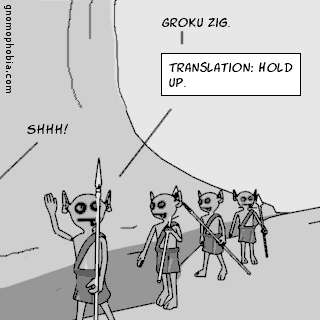 gnomophobia.com
GROKU ZIG.
TRANSLATION: HOLD
UP.
SHHH!